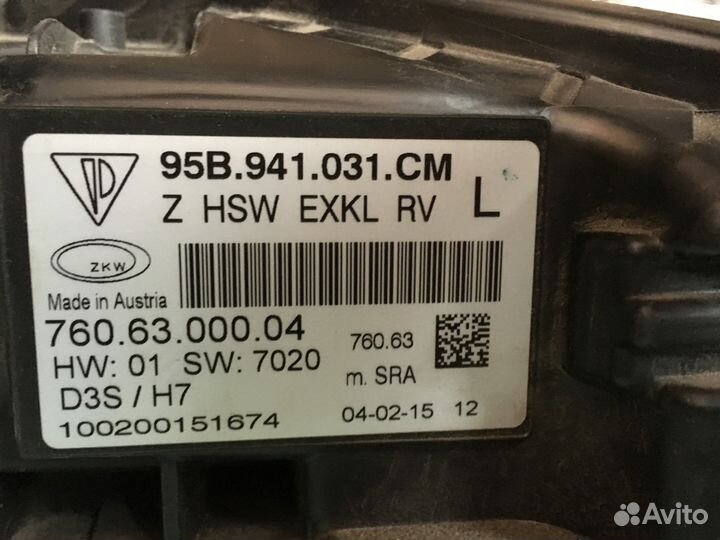 95B.941.031.CM
Z HSW EXKL RV L
ZKW
Made in Austria
760.63.000.04
760.63
HW: 01 SW: 7020
m. SRA
D3S / H7
04-02-15 12
100200151674
Avito